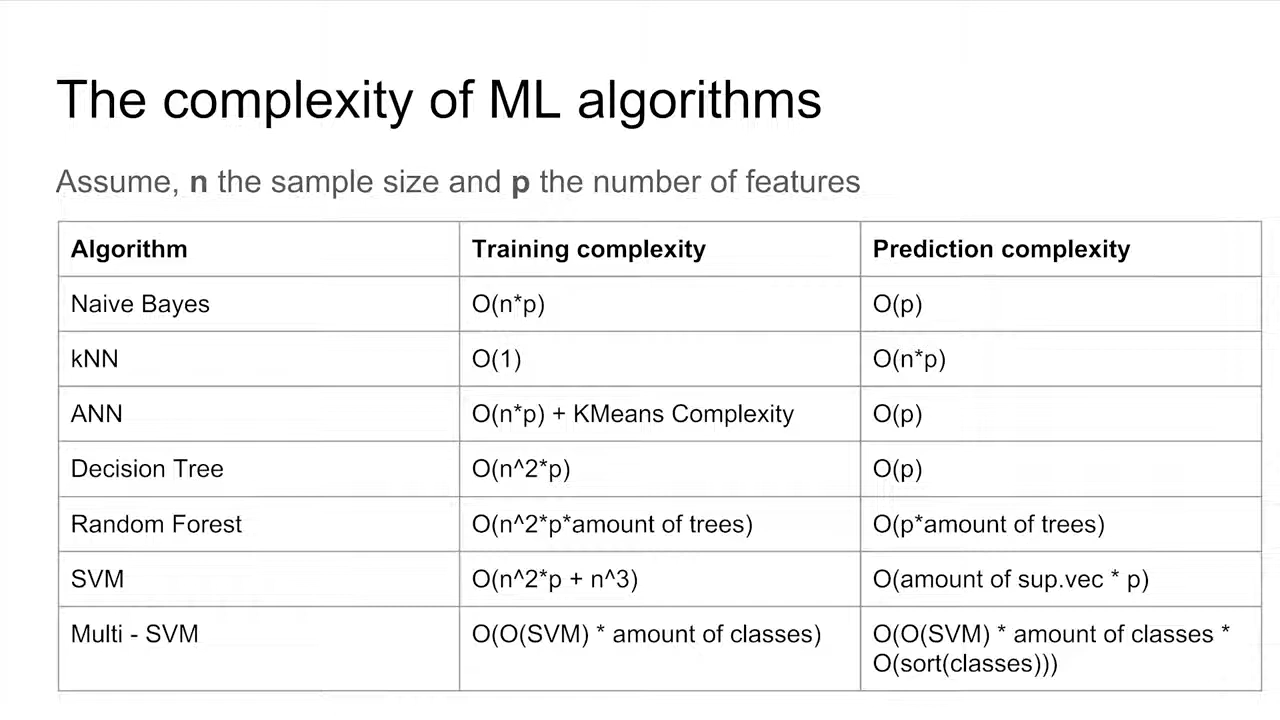 The complexity of ML algorithms
Assume, n the sample size and p the number of features
Algorithm Training complexity Prediction complexity
Naive Bayes O(n*p) O(p)
kNN O(1) O(n*p)
ANN O(n*p) + KMeans Complexity O(p)
Decision Tree O(n^2*p) O(p)
Random Forest O(n^2*p*amount of trees) O(p*amount of trees)
SVM O(n^2*p + n^3) O(amount of sup.vec * p)
Multi - SVM O(O(SVM) * amount of classes) O(O(SVM) * amount of classes *
O(sort(classes)))